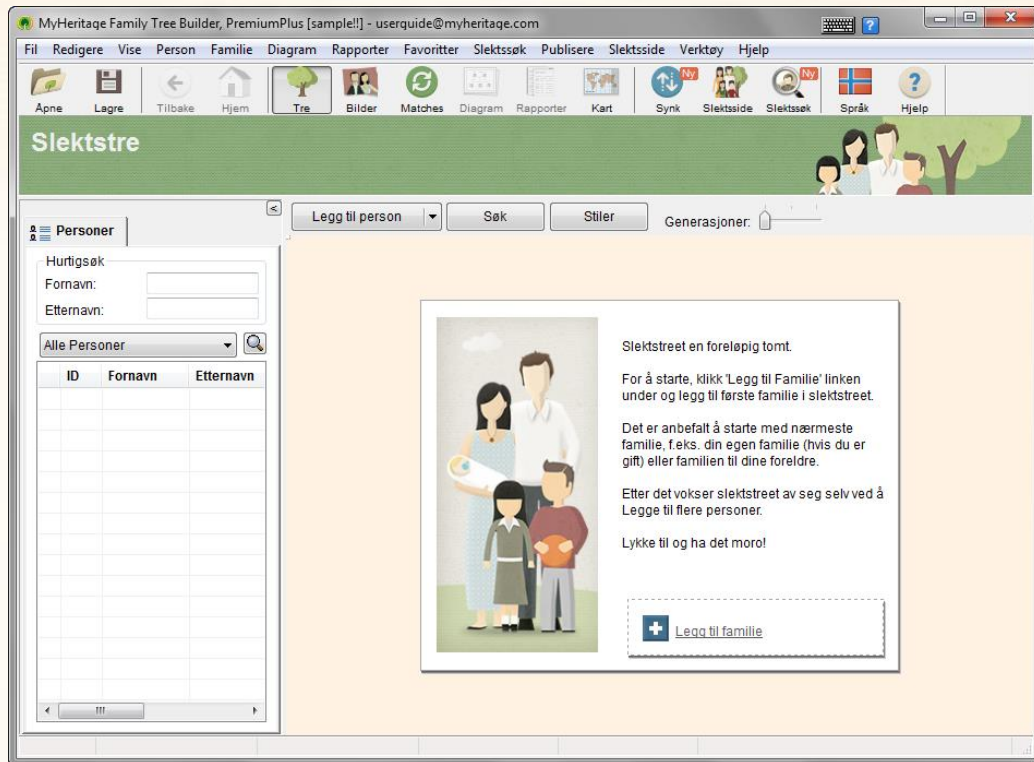 MyHeritage Family Tree Builder, PremiumPlus [sample!!] - userquide@myheritage.com
Fil Redigere Vise Person Familie Diagram Rapporter Favoritter Slektssøk Publisere Slektsside Verktøy Hjelp
Ny Ny
Åpne Lagre Tilbake Hjem Tre Bilder Matches Diagram Rapporter Kart Synk Slektsside Slektssøk Språk Hjelp
Slektstre
Legg til person Søk Stiler Generasjoner:
Personer
Hurtigsøk
Fornavn:
Etternavn:
Alle Personer
ID Fornavn Etternavn
Slektstreet en foreløpig tomt.
For å starte, klikk 'Legg til Familie' linken
under og legg til første familie i slektstreet.
Det er anbefalt å starte med nærmeste
familie, f.eks. din egen familie (hvis du er
gift) eller familien til dine foreldre.
Etter det vokser slektstreet av seg selv ved å
Legge til flere personer.
Lykke til og ha det moro!
Legg til familie